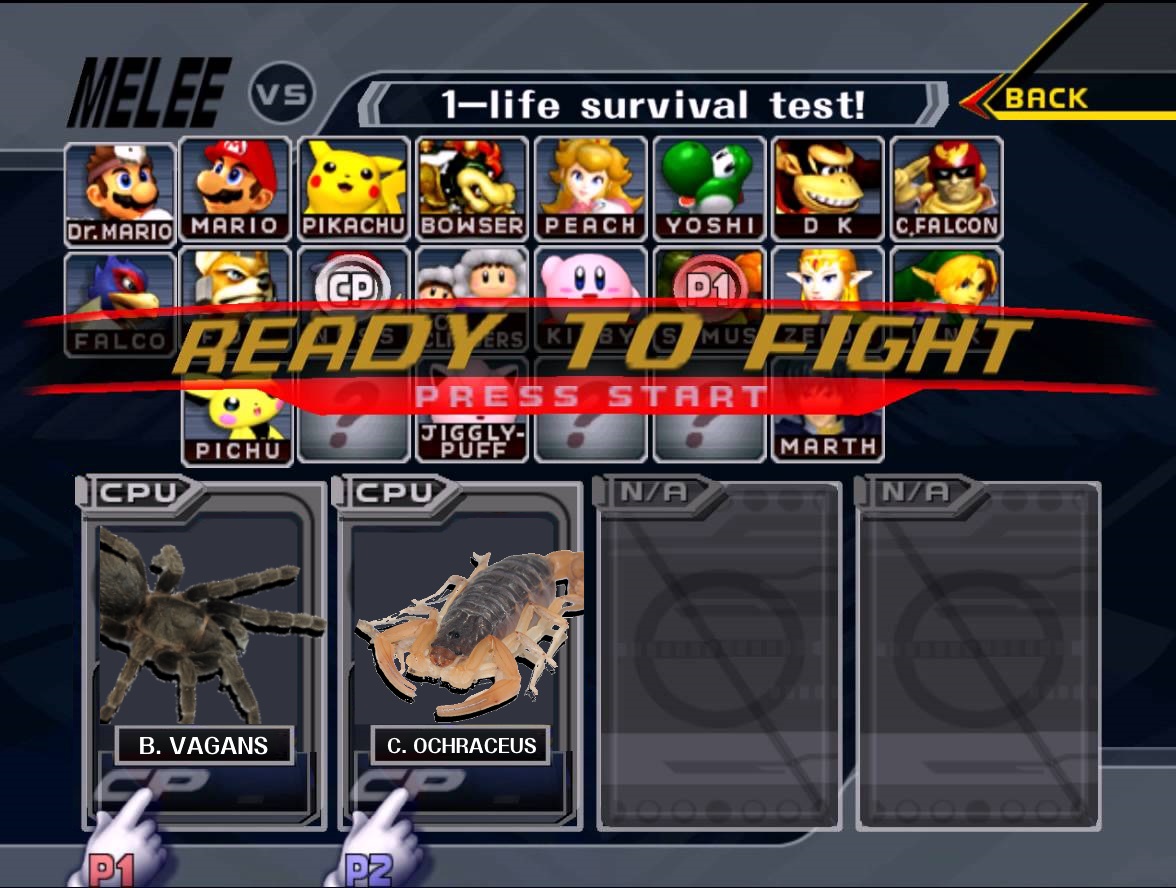 MELEE
VS
1-life survival test!
BACK
Dr.MARIO
MARIO
PIKACHU
BOWSER
PEACH
YOSHI
D K
C.FALCON
CP
P1
FALCO
KIRBY
READY TO FIGHT
PRESS START
PICHU
?
JIGGLY-
PUFF
?
?
MARTH
CPU
CPU
N/A
N/A
B. VAGANS
C. OCHRACEUS
CP
CP
P1
P2